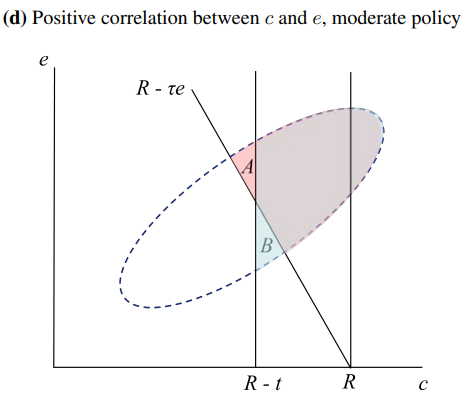 (d) Positive correlation between c and e, moderate policy
e
R - τe
A
B
R - t
R
c